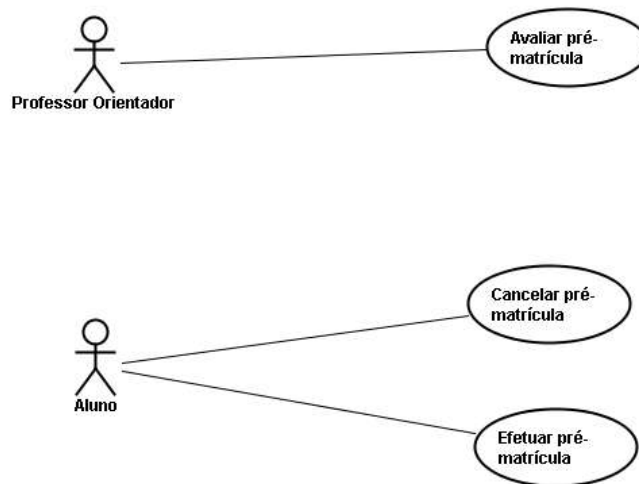 Avaliar pré-
matrícula
Professor Orientador
Cancelar pré-
matrícula
Aluno
Efetuar pré-
matrícula